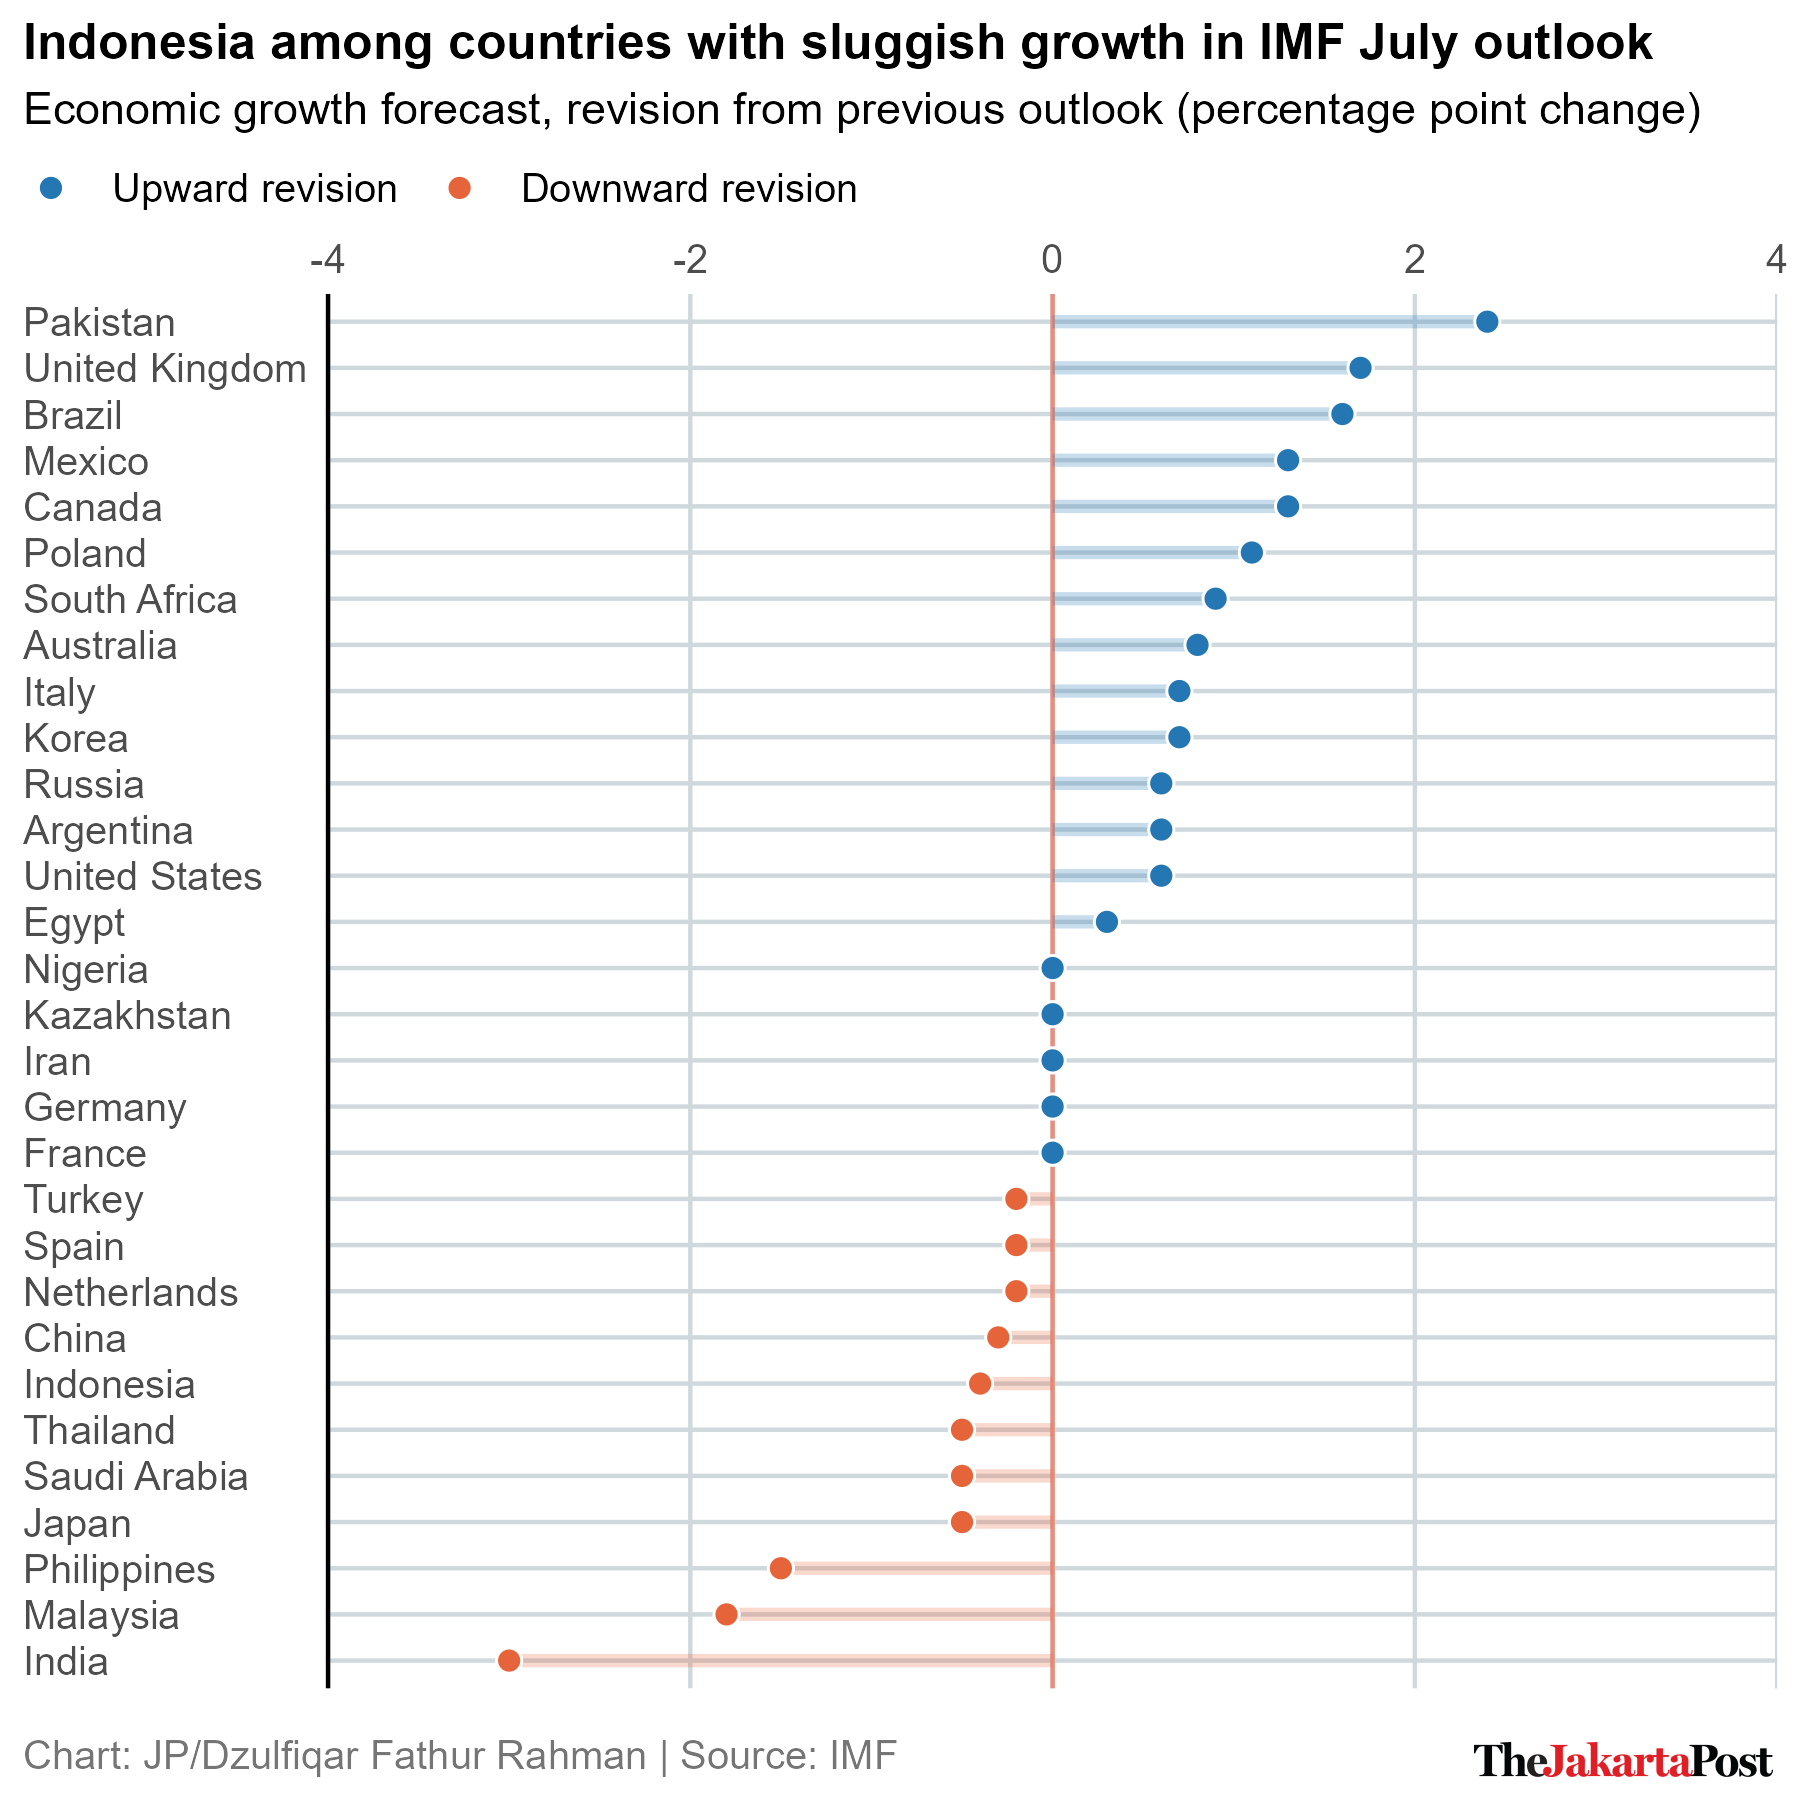 Indonesia among countries with sluggish growth in IMF July outlook
Economic growth forecast, revision from previous outlook (percentage point change)
Upward revision Downward revision
-4 -2 0 2 4
Pakistan
United Kingdom
Brazil
Mexico
Canada
Poland
South Africa
Australia
Italy
Korea
Russia
Argentina
United States
Egypt
Nigeria
Kazakhstan
Iran
Germany
France
Turkey
Spain
Netherlands
China
Indonesia
Thailand
Saudi Arabia
Japan
Philippines
Malaysia
India
Chart: JP/Dzulfiqar Fathur Rahman | Source: IMF
TheJakartaPost